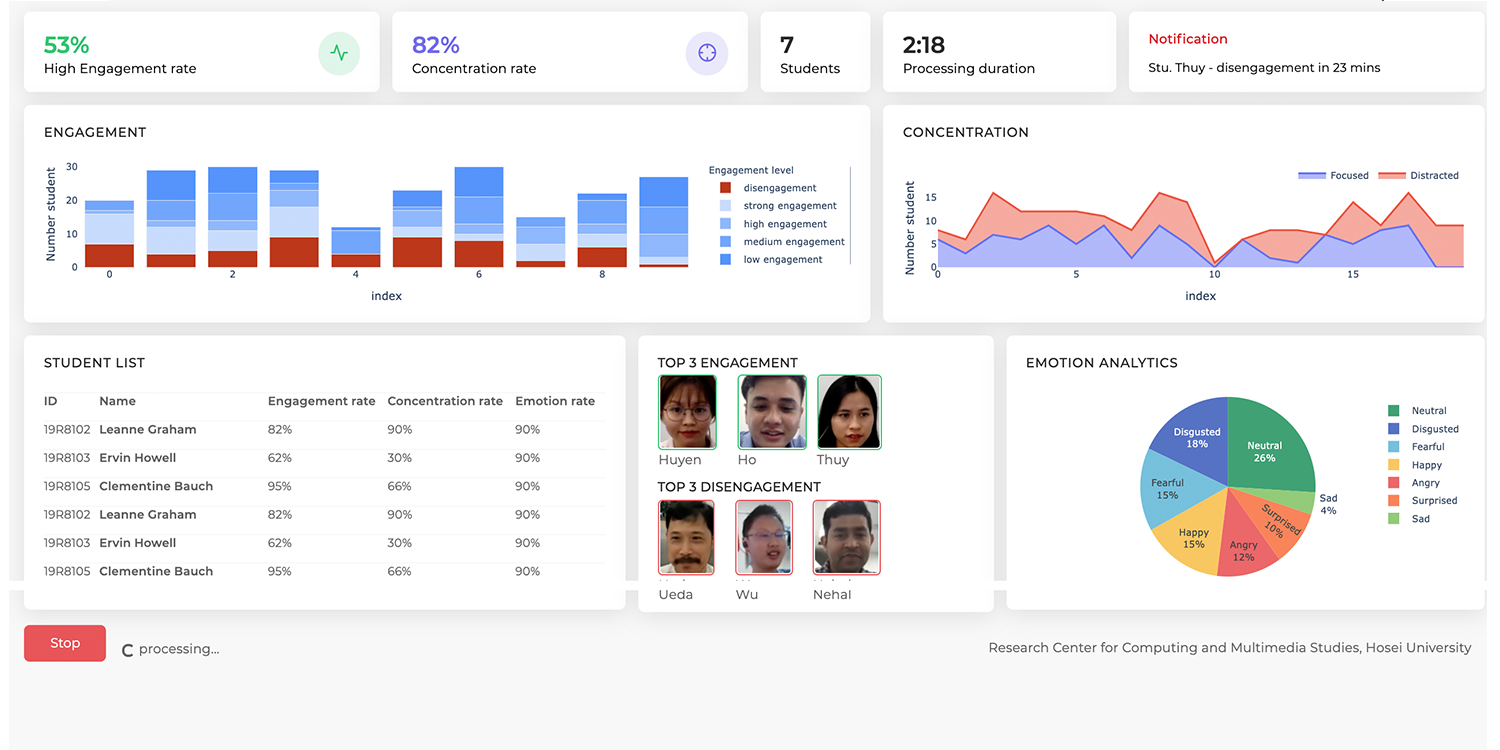 53%
High Engagement rate
82%
Concentration rate
7
Students
2:18
Processing duration
Notification
Stu. Thuy - disengagement in 23 mins
ENGAGEMENT
Number student
30
20
10
0
0 2 4 6 8
index
Engagement level
disengagement
strong engagement
high engagement
medium engagement
low engagement
CONCENTRATION
Focused Distracted
Number student
15
10
5
0
0 5 10 15
index
STUDENT LIST
ID Name Engagement rate Concentration rate Emotion rate
19R8102 Leanne Graham 82% 90% 90%
19R8103 Ervin Howell 62% 30% 90%
19R8105 Clementine Bauch 95% 66% 90%
19R8102 Leanne Graham 82% 90% 90%
19R8103 Ervin Howell 62% 30% 90%
19R8105 Clementine Bauch 95% 66% 90%
TOP 3 ENGAGEMENT
Huyen Ho Thuy
TOP 3 DISENGAGEMENT
Ueda Wu Nehal
EMOTION ANALYTICS
Disgusted
18%
Neutral
26%
Fearful
15%
Sad
4%
Surprised
10%
Happy
15%
Angry
12%
Neutral
Disgusted
Fearful
Happy
Angry
Surprised
Sad
Stop
processing...
Research Center for Computing and Multimedia Studies, Hosei University